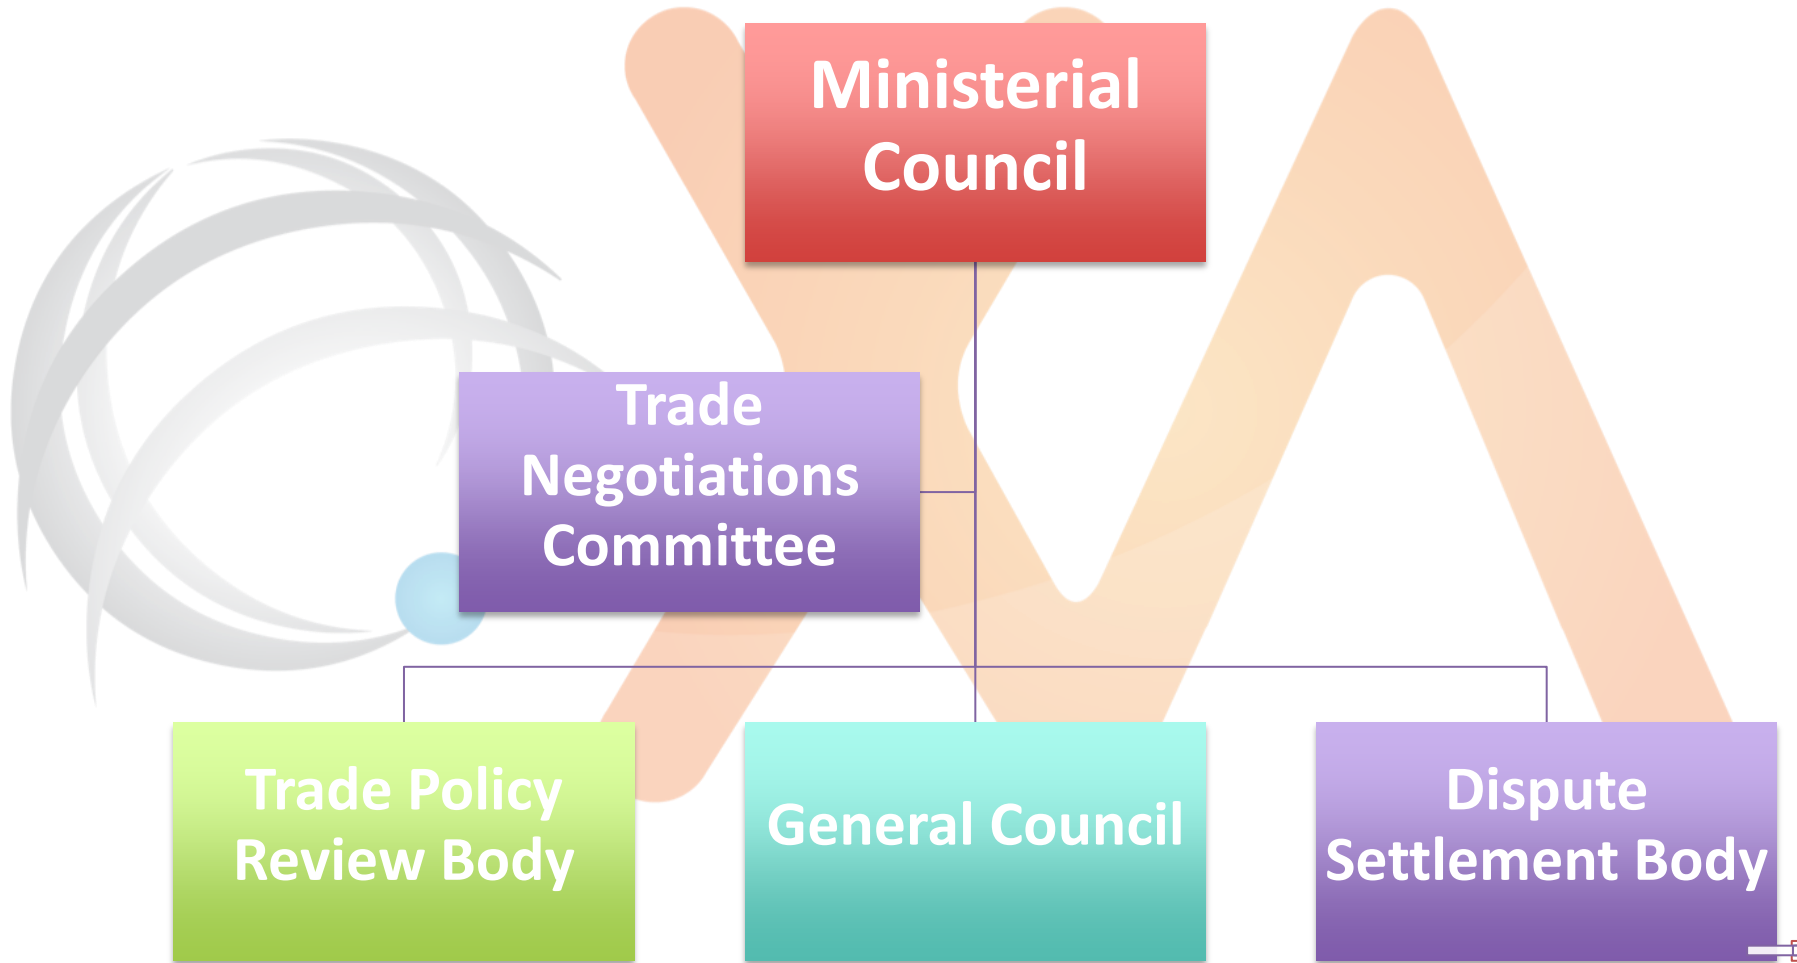 Ministerial
Council
Trade
Negotiations
Committee
Trade Policy
Review Body
General Council
Dispute
Settlement Body